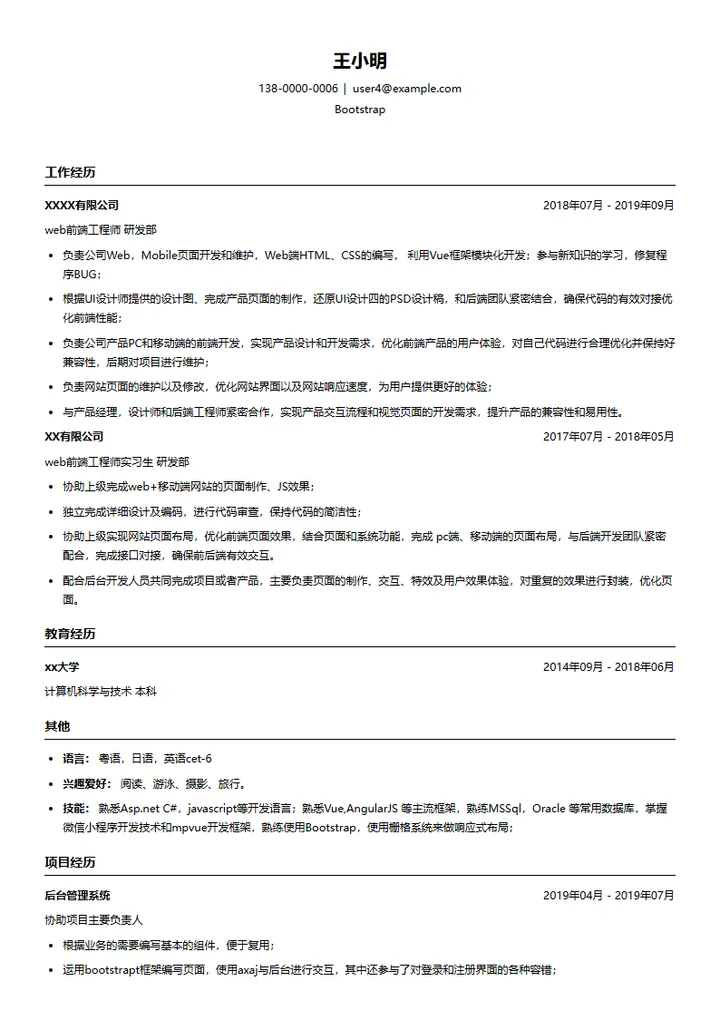 王小明
138-0000-0006 | user4@example.com
Bootstrap
工作经历
XXXX有限公司 2018年07月 - 2019年09月
web前端工程师 研发部
• 负责公司Web，Mobile页面开发和维护，Web端HTML、CSS的编写， 利用Vue框架模块化开发；参与新知识的学习，修复程
序BUG；
• 根据UI设计师提供的设计图、完成产品页面的制作，还原UI设计四的PSD设计稿，和后端团队紧密结合，确保代码的有效对接优
化前端性能；
• 负责公司产品PC和移动端的前端开发，实现产品设计和开发需求，优化前端产品的用户体验，对自己代码进行合理优化并保持好
兼容性，后期对项目进行维护；
• 负责网站页面的维护以及修改，优化网站界面以及网站响应速度，为用户提供更好的体验；
• 与产品经理，设计师和后端工程师紧密合作，实现产品交互流程和视觉页面的开发需求，提升产品的兼容性和易用性。
XX有限公司 2017年07月 - 2018年05月
web前端工程师实习生 研发部
• 协助上级完成web+移动端网站的页面制作、JS效果；
• 独立完成详细设计及编码，进行代码审查，保持代码的简洁性；
• 协助上级实现网站页面布局，优化前端页面效果，结合页面和系统功能，完成 pc端、移动端的页面布局，与后端开发团队紧密
配合，完成接口对接，确保前后端有效交互。
• 配合后台开发人员共同完成项目或者产品，主要负责页面的制作、交互、特效及用户效果体验，对重复的效果进行封装，优化页
面。
教育经历
xx大学 2014年09月 - 2018年06月
计算机科学与技术 本科
其他
• 语言： 粤语，日语，英语cet-6
• 兴趣爱好： 阅读、游泳、摄影、旅行。
• 技能： 熟悉Asp.net C#，javascript等开发语言；熟悉Vue,AngularJS 等主流框架，熟练MSSql，Oracle 等常用数据库，掌握
微信小程序开发技术和mpvue开发框架，熟练使用Bootstrap，使用栅格系统来做响应式布局；
项目经历
后台管理系统 2019年04月 - 2019年07月
协助项目主要负责人
• 根据业务的需要编写基本的组件，便于复用；
• 运用bootstrapt框架编写页面，使用axaj与后台进行交互，其中还参与了对登录和注册界面的各种容错；